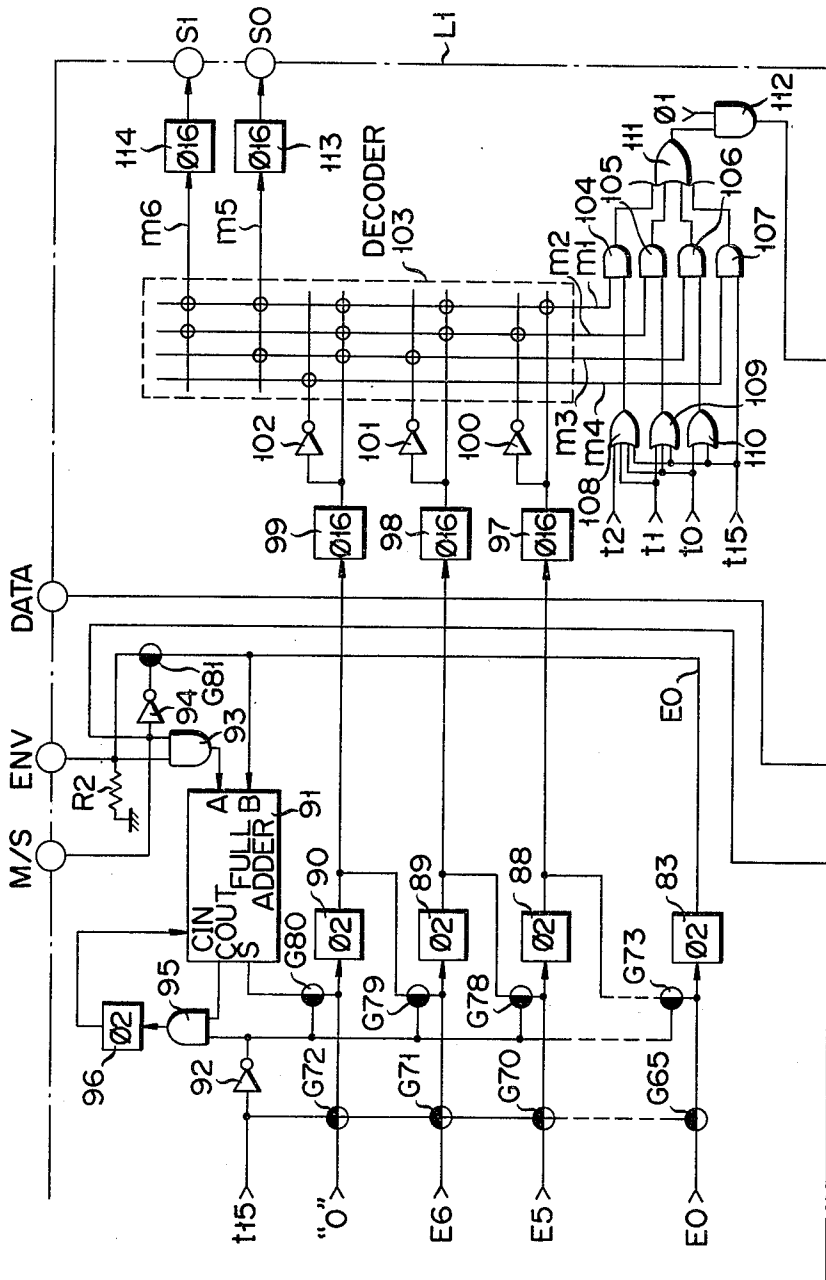 M/S
ENV
DATA
R2
94
G81
93
A
B
91
CIN
COUT
S
FULL
ADDER
96
Ø2
95
92
G80
90
Ø2
G79
89
Ø2
G78
88
Ø2
G73
83
Ø2
G72
G71
G70
G65
t15
"0"
E6
E5
E0
E0
99
Ø16
98
Ø16
97
Ø16
102
101
100
DECODER
103
m6
m5
114
Ø16
113
Ø16
S1
S0
L1
m2
m1
m3
m4
104
105
106
107
111
Ø1
112
108
109
110
t2
t1
t0
t15